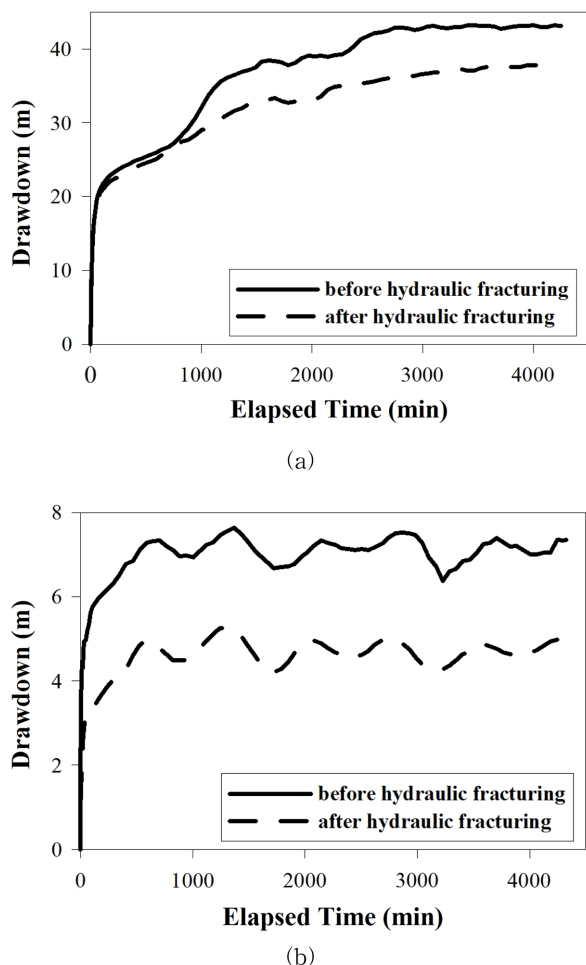 40
30
20
10
0
Drawdown (m)
before hydraulic fracturing
after hydraulic fracturing
0 1000 2000 3000 4000
Elapsed Time (min)
(a)
8
6
4
2
0
Drawdown (m)
before hydraulic fracturing
after hydraulic fracturing
0 1000 2000 3000 4000
Elapsed Time (min)
(b)